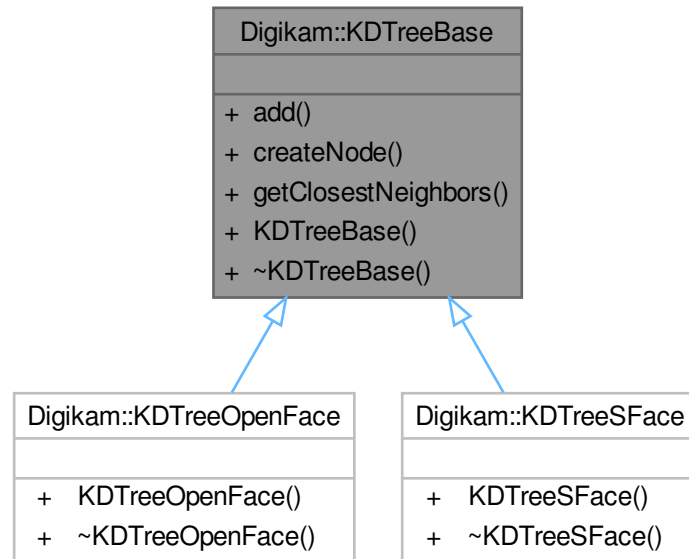 Digikam::KDTreeBase
+ add()
+ createNode()
+ getClosestNeighbors()
+ KDTreeBase()
+ ~KDTreeBase()
Digikam::KDTreeOpenFace
+ KDTreeOpenFace()
+ ~KDTreeOpenFace()
Digikam::KDTreeSFace
+ KDTreeSFace()
+ ~KDTreeSFace()